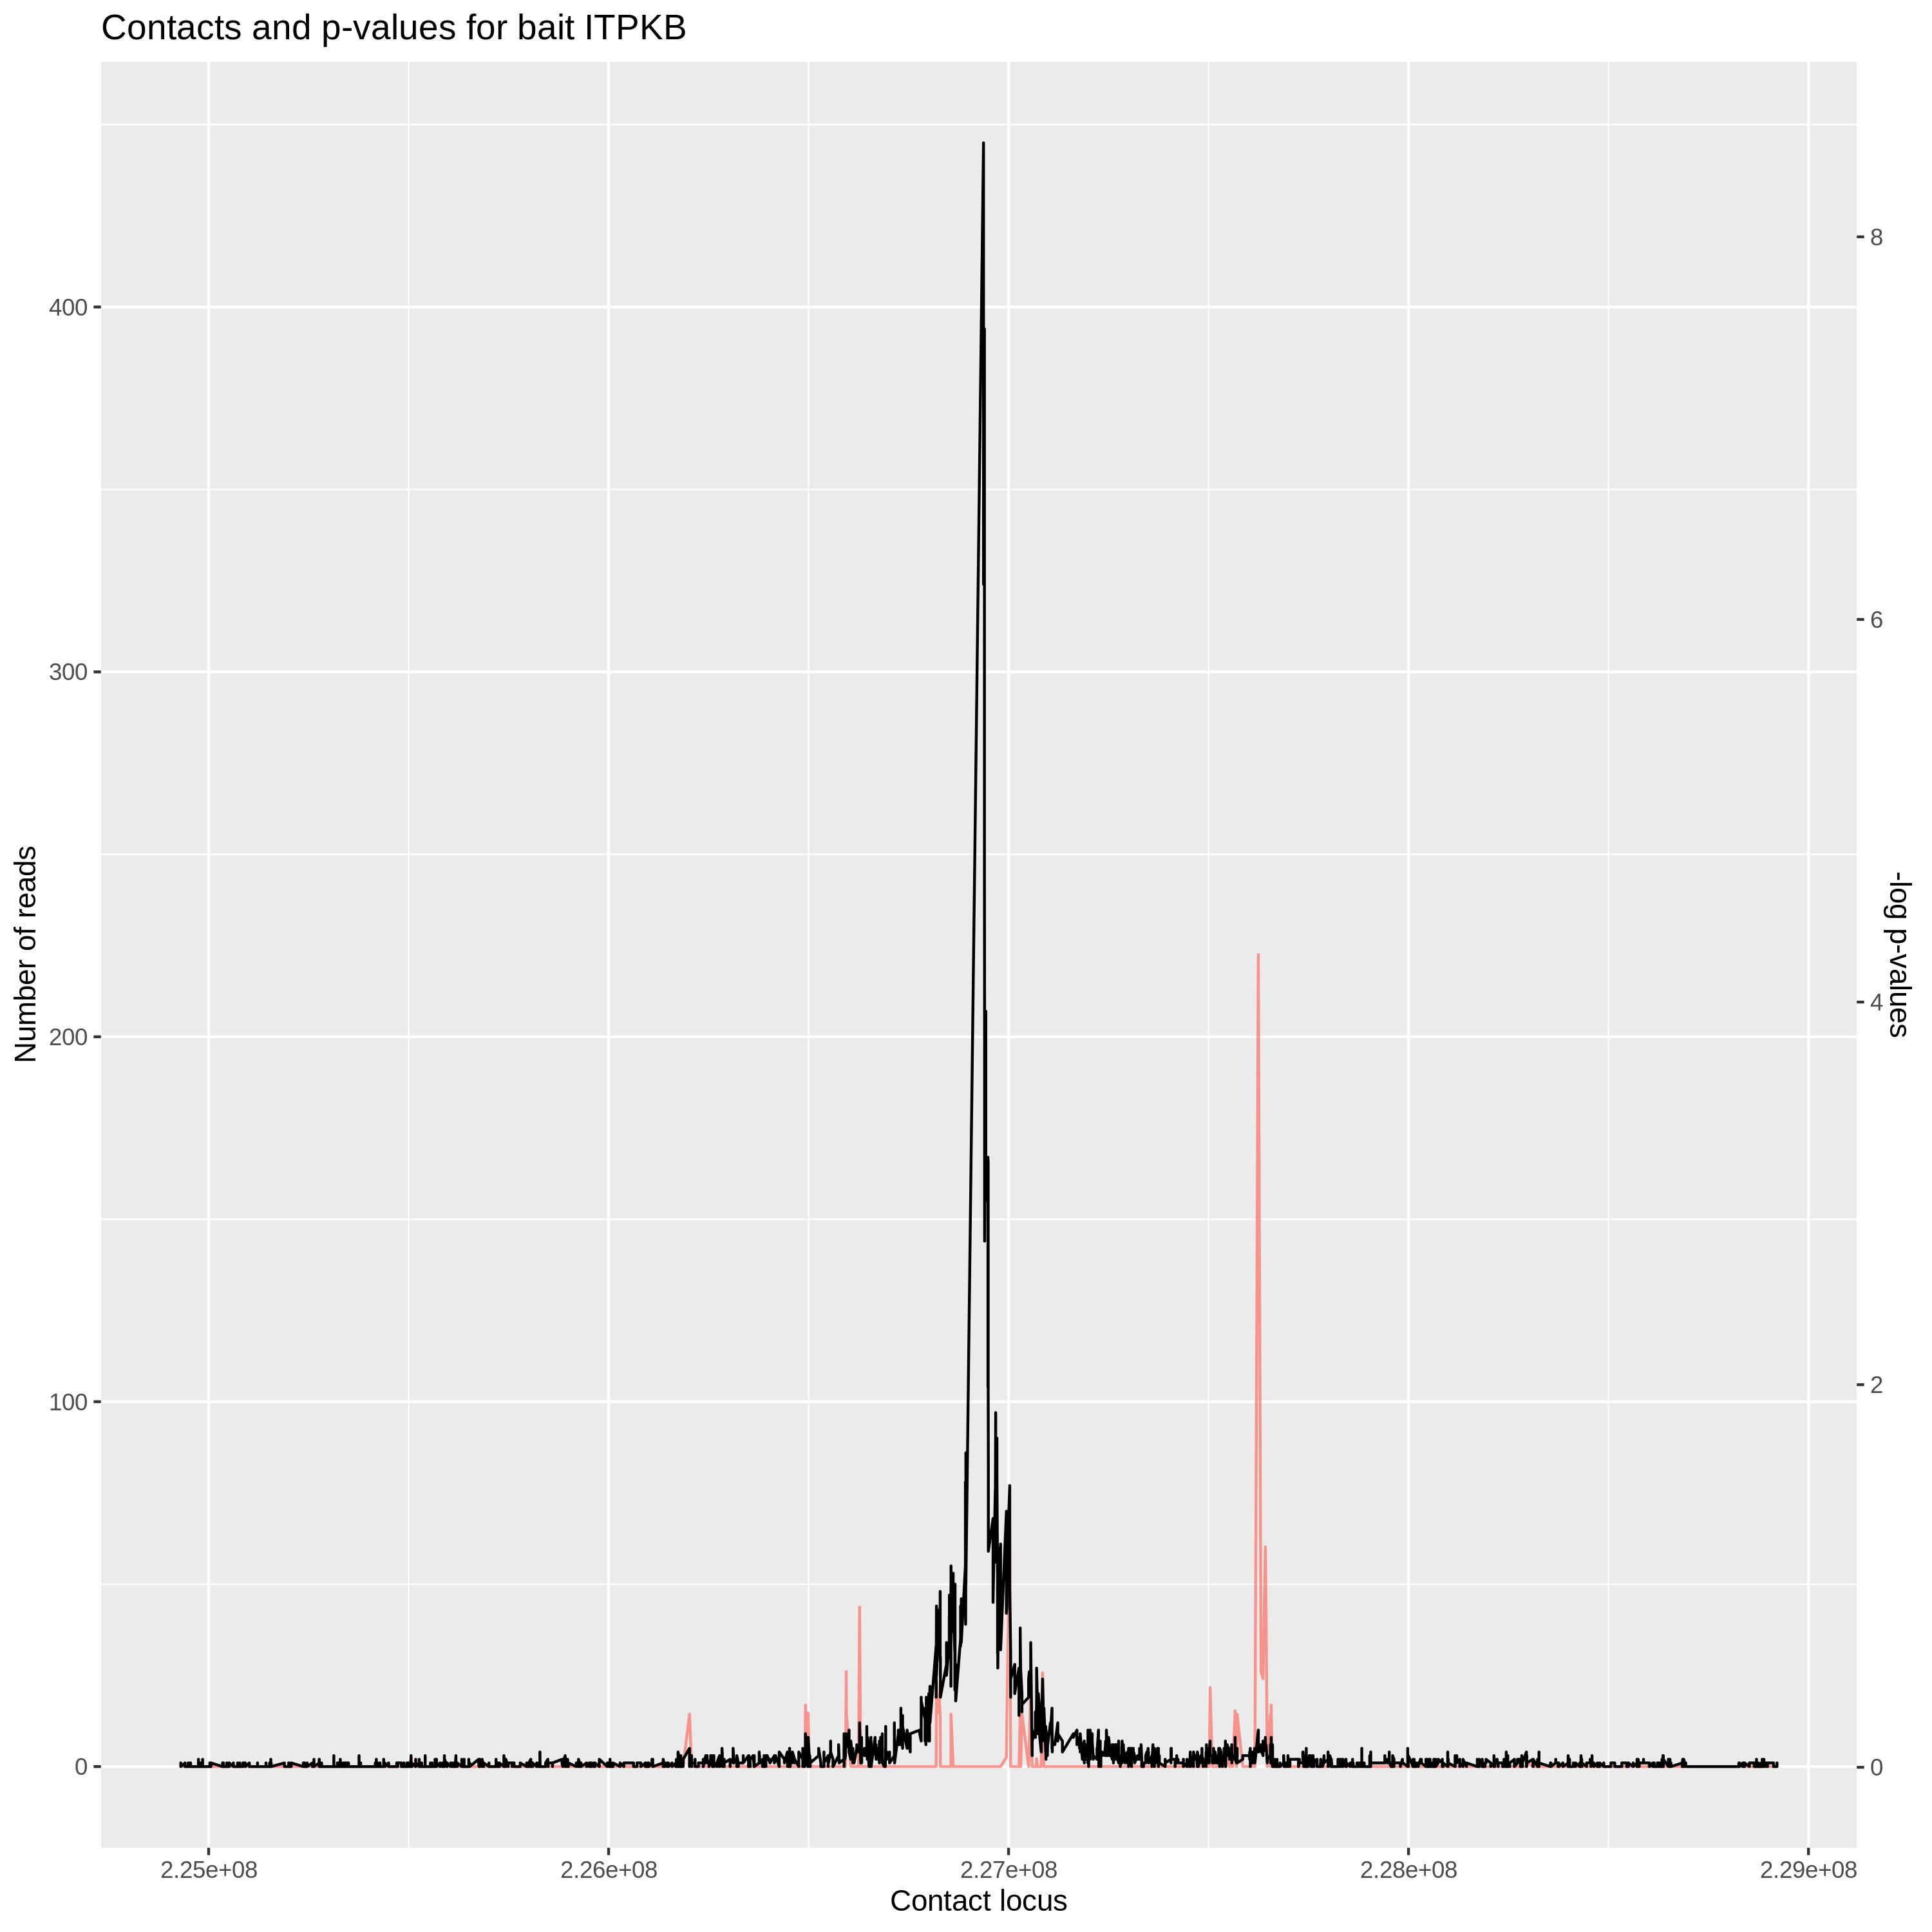 Contacts and p-values for bait ITPKB
400
300
200
100
0
Number of reads
8
6
4
2
0
-log p-values
2.25e+08
2.26e+08
2.27e+08
2.28e+08
2.29e+08
Contact locus